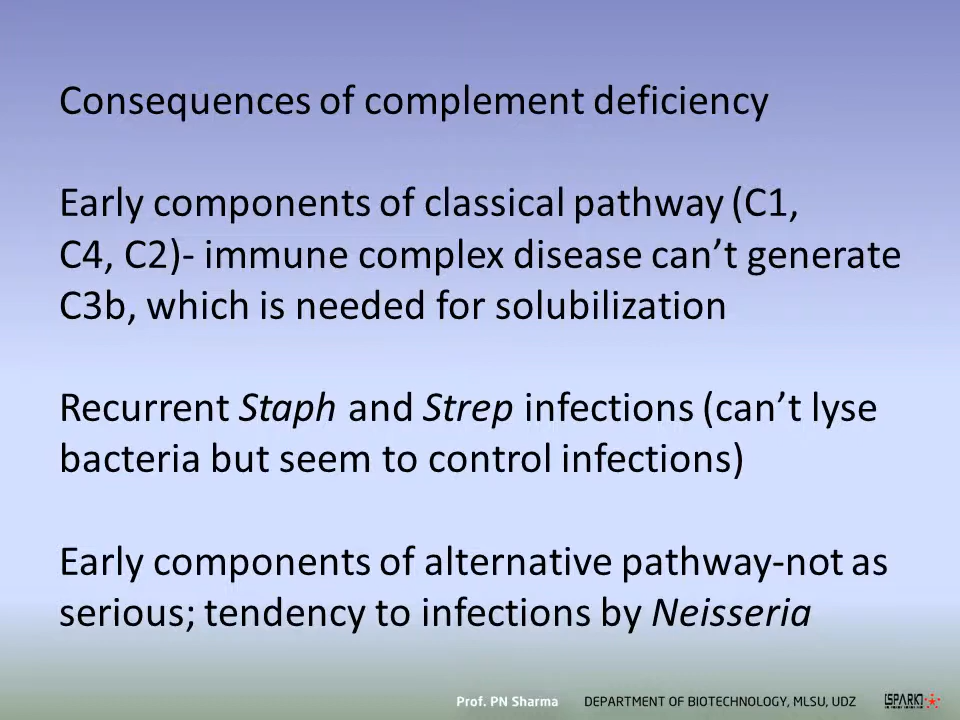 Consequences of complement deficiency
Early components of classical pathway (C1,
C4, C2)- immune complex disease can’t generate
C3b, which is needed for solubilization
Recurrent Staph and Strep infections (can’t lyse
bacteria but seem to control infections)
Early components of alternative pathway-not as
serious; tendency to infections by Neisseria
Prof. PN Sharma DEPARTMENT OF BIOTECHNOLOGY, MLSU, UDZ [SPARK]